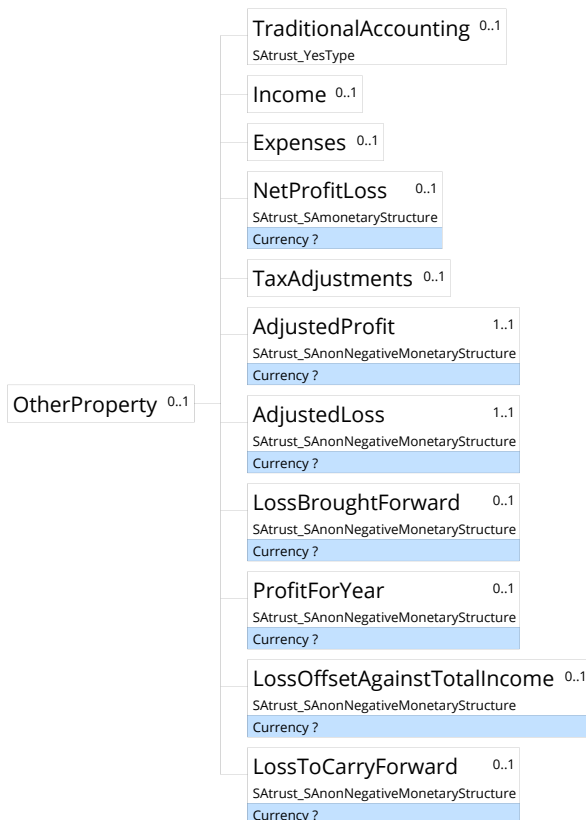 TraditionalAccounting 0..1
SAtrust_YesType
Income 0..1
Expenses 0..1
NetProfitLoss 0..1
SAtrust_SAmonetaryStructure
Currency ?
TaxAdjustments 0..1
AdjustedProfit 1..1
SAtrust_SAnonNegativeMonetaryStructure
Currency ?
OtherProperty 0..1
AdjustedLoss 1..1
SAtrust_SAnonNegativeMonetaryStructure
Currency ?
LossBroughtForward 0..1
SAtrust_SAnonNegativeMonetaryStructure
Currency ?
ProfitForYear 0..1
SAtrust_SAnonNegativeMonetaryStructure
Currency ?
LossOffsetAgainstTotalIncome 0..1
SAtrust_SAnonNegativeMonetaryStructure
Currency ?
LossToCarryForward 0..1
SAtrust_SAnonNegativeMonetaryStructure
Currency ?